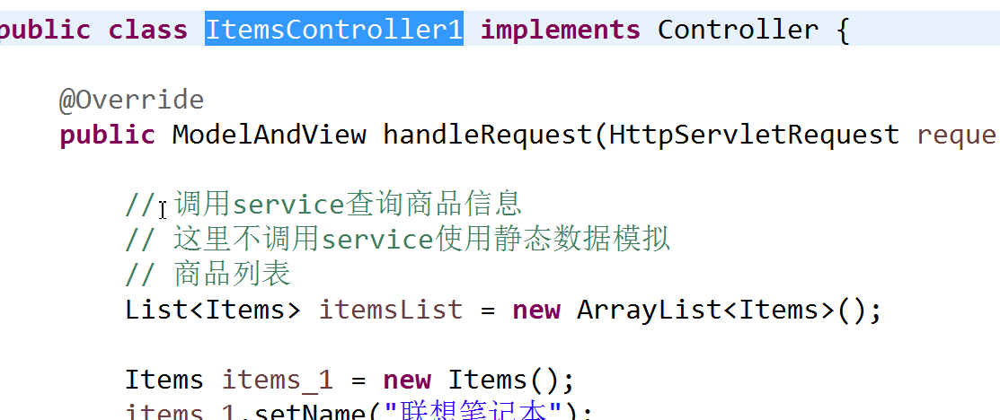 public class ItemsController1 implements Controller {
@Override
public ModelAndView handleRequest(HttpServletRequest reque
// 调用service查询商品信息
// 这里不调用service使用静态数据模拟
// 商品列表
List<Items> itemsList = new ArrayList<Items>();
Items items_1 = new Items();
items_1.setName("联想笔记本");